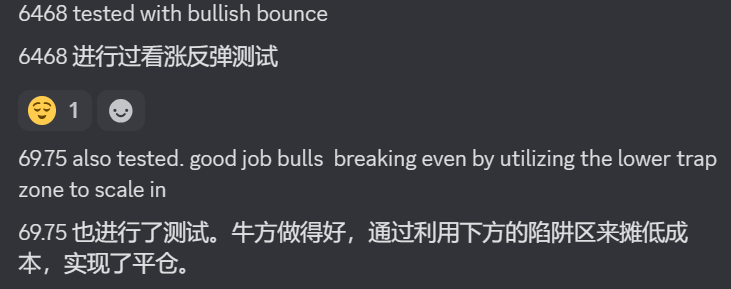 6468 tested with bullish bounce
6468 进行过看涨反弹测试
1
69.75 also tested. good job bulls  breaking even by utilizing the lower trap
zone to scale in
69.75 也进行了测试。牛方做得好，通过利用下方的陷阱区来摊低成
本，实现了平仓。